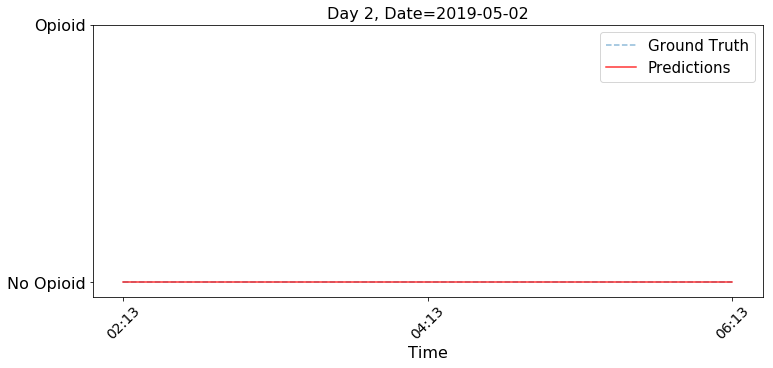 Day 2, Date=2019-05-02
Opioid
Ground Truth
Predictions
No Opioid
02:13
04:13
06:13
Time